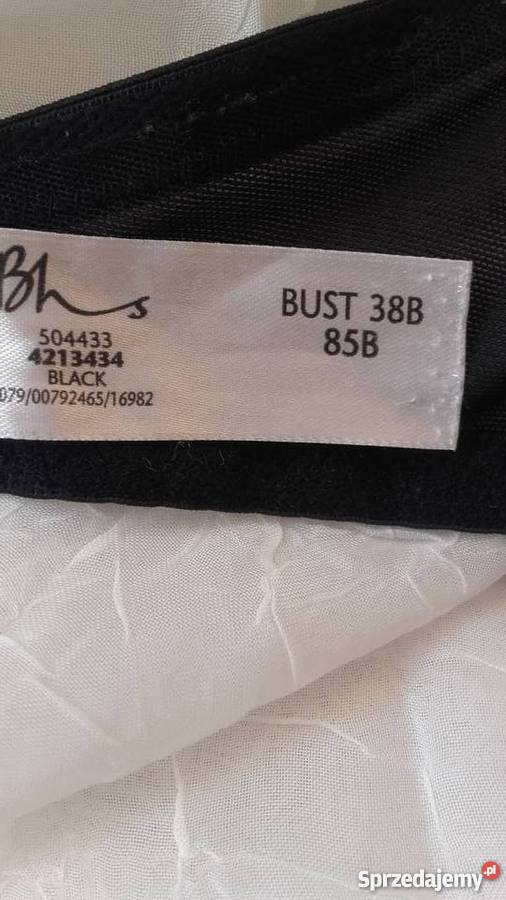 Bhs
504433
4213434
BLACK
079/00792465/16982
BUST 38B
85B
Sprzedajemy.pl